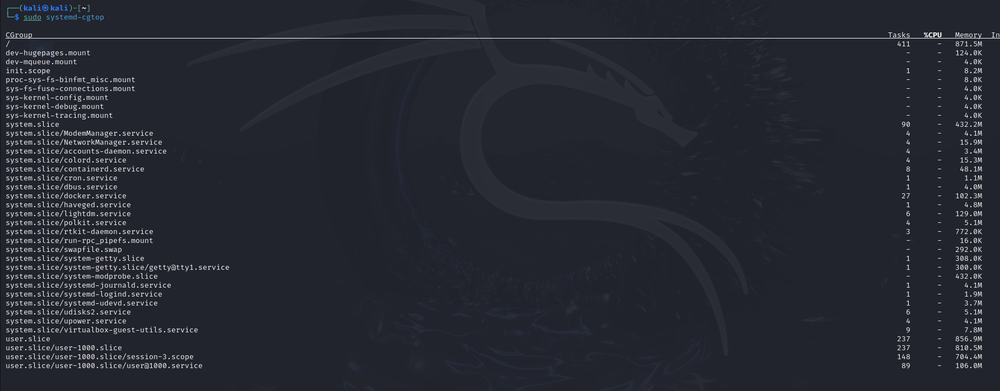 ┌──(kali㉿kali)-[~]
└─$ sudo systemd-cgtop
CGroup Tasks %CPU Memory In
/ 411 - 871.5M
dev-hugepages.mount - - 124.0K
dev-mqueue.mount - - 4.0K
init.scope 1 - 8.2M
proc-sys-fs-binfmt_misc.mount - - 8.0K
sys-fs-fuse-connections.mount - - 4.0K
sys-kernel-config.mount - - 4.0K
sys-kernel-debug.mount - - 4.0K
sys-kernel-tracing.mount - - 4.0K
system.slice 90 - 432.2M
system.slice/ModemManager.service 4 - 4.1M
system.slice/NetworkManager.service 4 - 15.9M
system.slice/accounts-daemon.service 4 - 3.4M
system.slice/colord.service 4 - 15.3M
system.slice/containerd.service 8 - 48.1M
system.slice/cron.service 1 - 1.1M
system.slice/dbus.service 1 - 4.0M
system.slice/docker.service 27 - 102.3M
system.slice/haveged.service 1 - 4.8M
system.slice/lightdm.service 6 - 129.0M
system.slice/polkit.service 4 - 5.1M
system.slice/rtkit-daemon.service 3 - 772.0K
system.slice/run-rpc_pipefs.mount - - 16.0K
system.slice/swapfile.swap - - 292.0K
system.slice/system-getty.slice 1 - 308.0K
system.slice/system-getty.slice/getty@tty1.service 1 - 300.0K
system.slice/system-modprobe.slice - - 432.0K
system.slice/systemd-journald.service 1 - 4.1M
system.slice/systemd-logind.service 1 - 1.9M
system.slice/systemd-udevd.service 1 - 3.7M
system.slice/udisks2.service 6 - 5.1M
system.slice/upower.service 4 - 4.1M
system.slice/virtualbox-guest-utils.service 9 - 7.8M
user.slice 237 - 856.9M
user.slice/user-1000.slice 237 - 810.5M
user.slice/user-1000.slice/session-3.scope 148 - 704.4M
user.slice/user-1000.slice/user@1000.service 89 - 106.0M